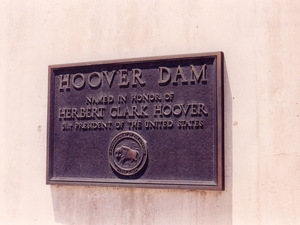 HOOVER DAM
NAMED IN HONOR OF
HERBERT CLARK HOOVER
31ST PRESIDENT OF THE UNITED STATES